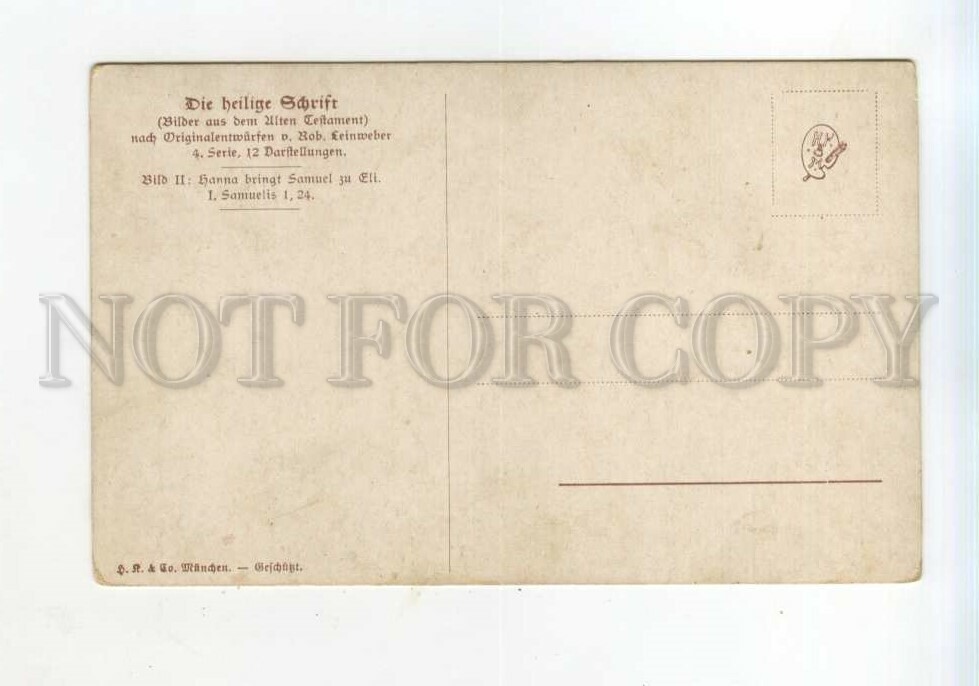 Die heilige Schrift
(Bilder aus dem Alten Testament)
nach Originalentwürfen v. Rob. Leinweber
4. Serie, 12 Darstellungen.
Bild II: Hanna bringt Samuel zu Eli.
I. Samuelis 1, 24.
NOT FOR COPY
H. K. & Co. München. — Geschützt.